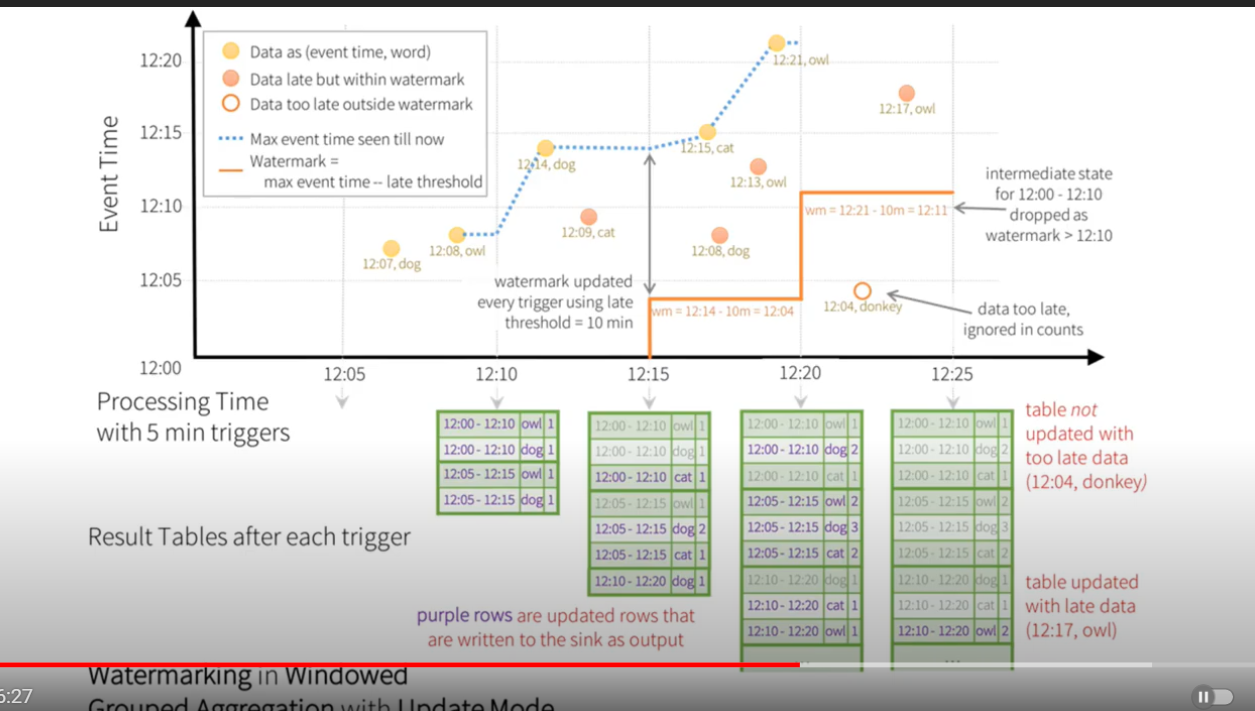 Data as (event time, word)
Data late but within watermark
Data too late outside watermark
Max event time seen till now
Watermark =
max event time -- late threshold
Event Time
12:20
12:15
12:10
12:05
12:00
12:21, owl
12:17, owl
12:14, dog
12:15, cat
12:13, owl
12:09, cat
12:08, owl
12:08, dog
12:07, dog
12:04, donkey
wm = 12:21 - 10m = 12:11
wm = 12:14 - 10m = 12:04
intermediate state
for 12:00 - 12:10
dropped as
watermark > 12:10
watermark updated
every trigger using late
threshold = 10 min
data too late,
ignored in counts
12:05
12:10
12:15
12:20
12:25
Processing Time
with 5 min triggers
12:00 - 12:10 owl 1
12:00 - 12:10 dog 1
12:05 - 12:15 owl 1
12:05 - 12:15 dog 1
12:00 - 12:10 owl 1
12:00 - 12:10 dog 1
12:00 - 12:10 cat 1
12:05 - 12:15 owl 1
12:05 - 12:15 dog 2
12:05 - 12:15 cat 1
12:10 - 12:20 dog 1
12:00 - 12:10 owl 1
12:00 - 12:10 dog 2
12:00 - 12:10 cat 1
12:05 - 12:15 owl 2
12:05 - 12:15 dog 3
12:05 - 12:15 cat 2
12:10 - 12:20 dog 1
12:10 - 12:20 cat 1
12:10 - 12:20 owl 1
...
12:00 - 12:10 owl 1
12:00 - 12:10 dog 2
12:00 - 12:10 cat 1
12:05 - 12:15 owl 2
12:05 - 12:15 dog 3
12:05 - 12:15 cat 2
12:10 - 12:20 dog 1
12:10 - 12:20 cat 1
12:10 - 12:20 owl 2
...
table not
updated with
too late data
(12:04, donkey)
table updated
with late data
(12:17, owl)
Result Tables after each trigger
purple rows are updated rows that
are written to the sink as output
Watermarking in Windowed
Grouped Aggregation with Update Mode
6:27